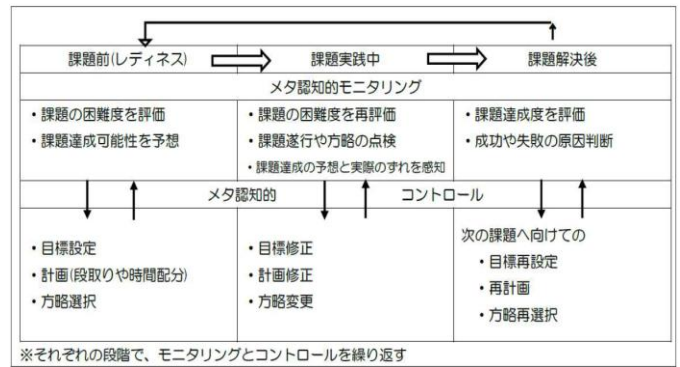 課題前(レディネス)
課題実践中
課題解決後
メタ認知的モニタリング
・課題の困難度を評価
・課題達成可能性を予想
・課題の困難度を再評価
・課題遂行や方略の点検
・課題達成の予想と実際のずれを感知
・課題達成度を評価
・成功や失敗の原因判断
メタ認知的 コントロール
・目標設定
・計画(段取りや時間配分)
・方略選択
・目標修正
・計画修正
・方略変更
次の課題へ向けての
・目標再設定
・再計画
・方略再選択
※それぞれの段階で、モニタリングとコントロールを繰り返す